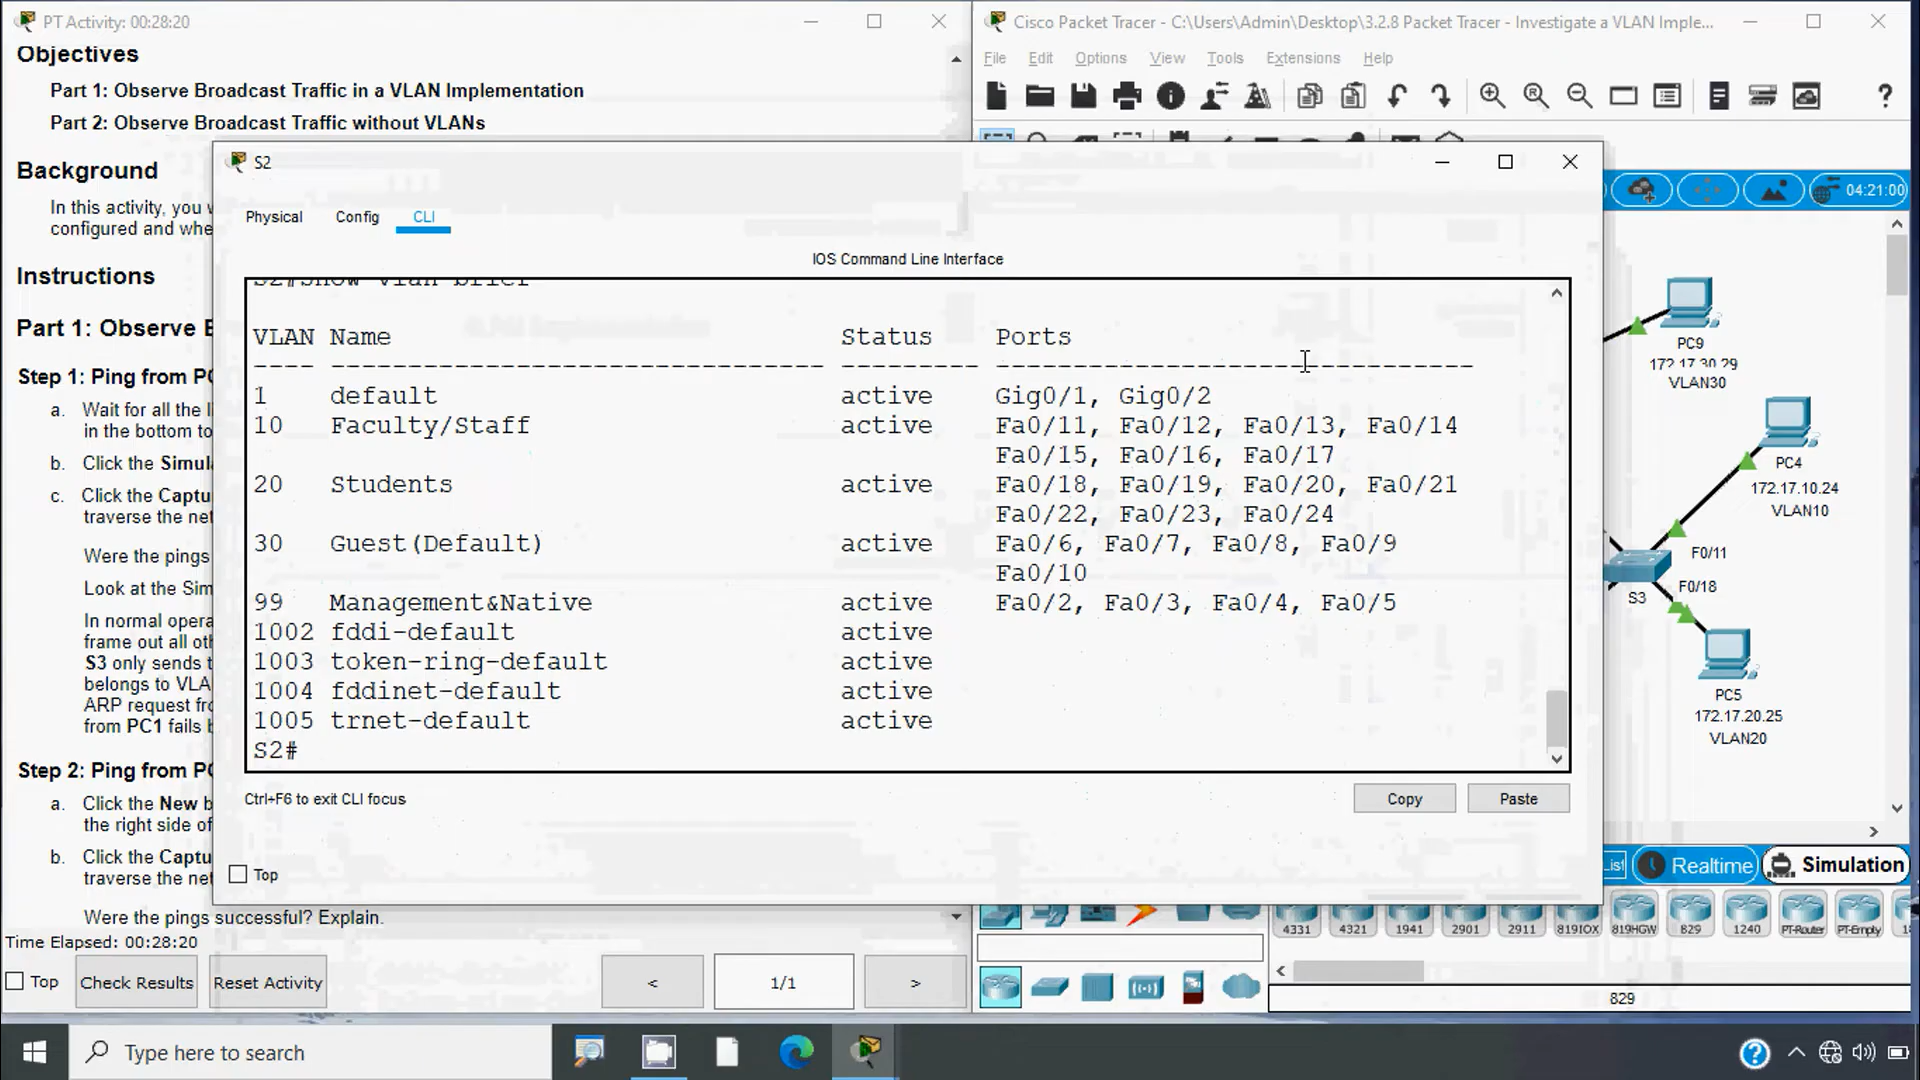 PT Activity: 00:28:20
Objectives
Part 1: Observe Broadcast Traffic in a VLAN Implementation
Part 2: Observe Broadcast Traffic without VLANs
Background
In this activity, you
configured and whe
Instructions
Part 1: Observe
Step 1: Ping from
a. Wait for all the
in the bottom to
b. Click the Simul
c. Click the Captu
traverse the net
Were the pings
Look at the Sim
In normal opera
frame out all ot
S3 only sends
belongs to VLA
ARP request fr
from PC1 fails
Step 2: Ping from
a. Click the New
the right side of
b. Click the Captu
traverse the net
Were the pings successful? Explain.
Time Elapsed: 00:28:20
Top
Check Results
Reset Activity
<
1/1
>
Cisco Packet Tracer - C:\Users\Admin\Desktop\3.2.8 Packet Tracer - Investigate a VLAN Imple...
File Edit Options View Tools Extensions Help
S2
Physical Config CLI
IOS Command Line Interface
S2#show vlan brief
VLAN Name Status Ports
---- -------------------------------- --------- -------------------------------
1 default active Gig0/1, Gig0/2
10 Faculty/Staff active Fa0/11, Fa0/12, Fa0/13, Fa0/14
Fa0/15, Fa0/16, Fa0/17
20 Students active Fa0/18, Fa0/19, Fa0/20, Fa0/21
Fa0/22, Fa0/23, Fa0/24
30 Guest(Default) active Fa0/6, Fa0/7, Fa0/8, Fa0/9
Fa0/10
99 Management&Native active Fa0/2, Fa0/3, Fa0/4, Fa0/5
1002 fddi-default active
1003 token-ring-default active
1004 fddinet-default active
1005 trnet-default active
S2#
Ctrl+F6 to exit CLI focus
Copy
Paste
Top
04:21:00
PC9
172.17.30.29
VLAN30
PC4
172.17.10.24
VLAN10
F0/11
F0/18
S3
PC5
172.17.20.25
VLAN20
Realtime
Simulation
4331 4321 1941 2901 2911 819IOX 819HGW 829 1240 PT-Router PT-Empty
829
Type here to search